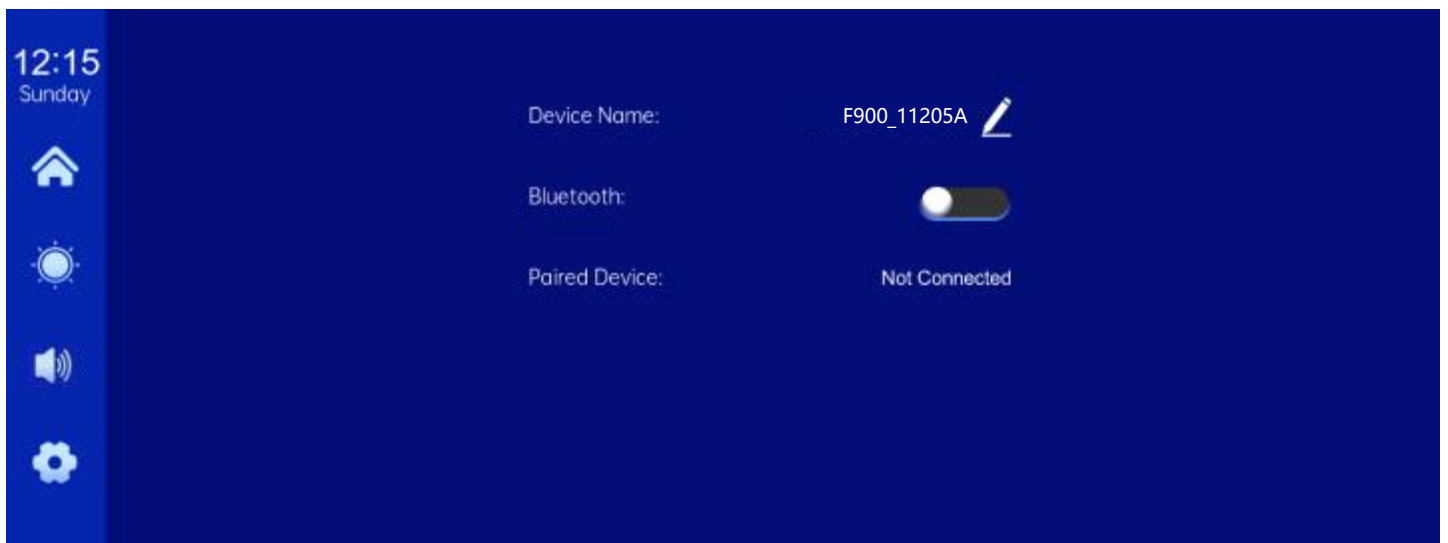 12:15
Sunday
Device Name: F900_11205A
Bluetooth:
Paired Device: Not Connected